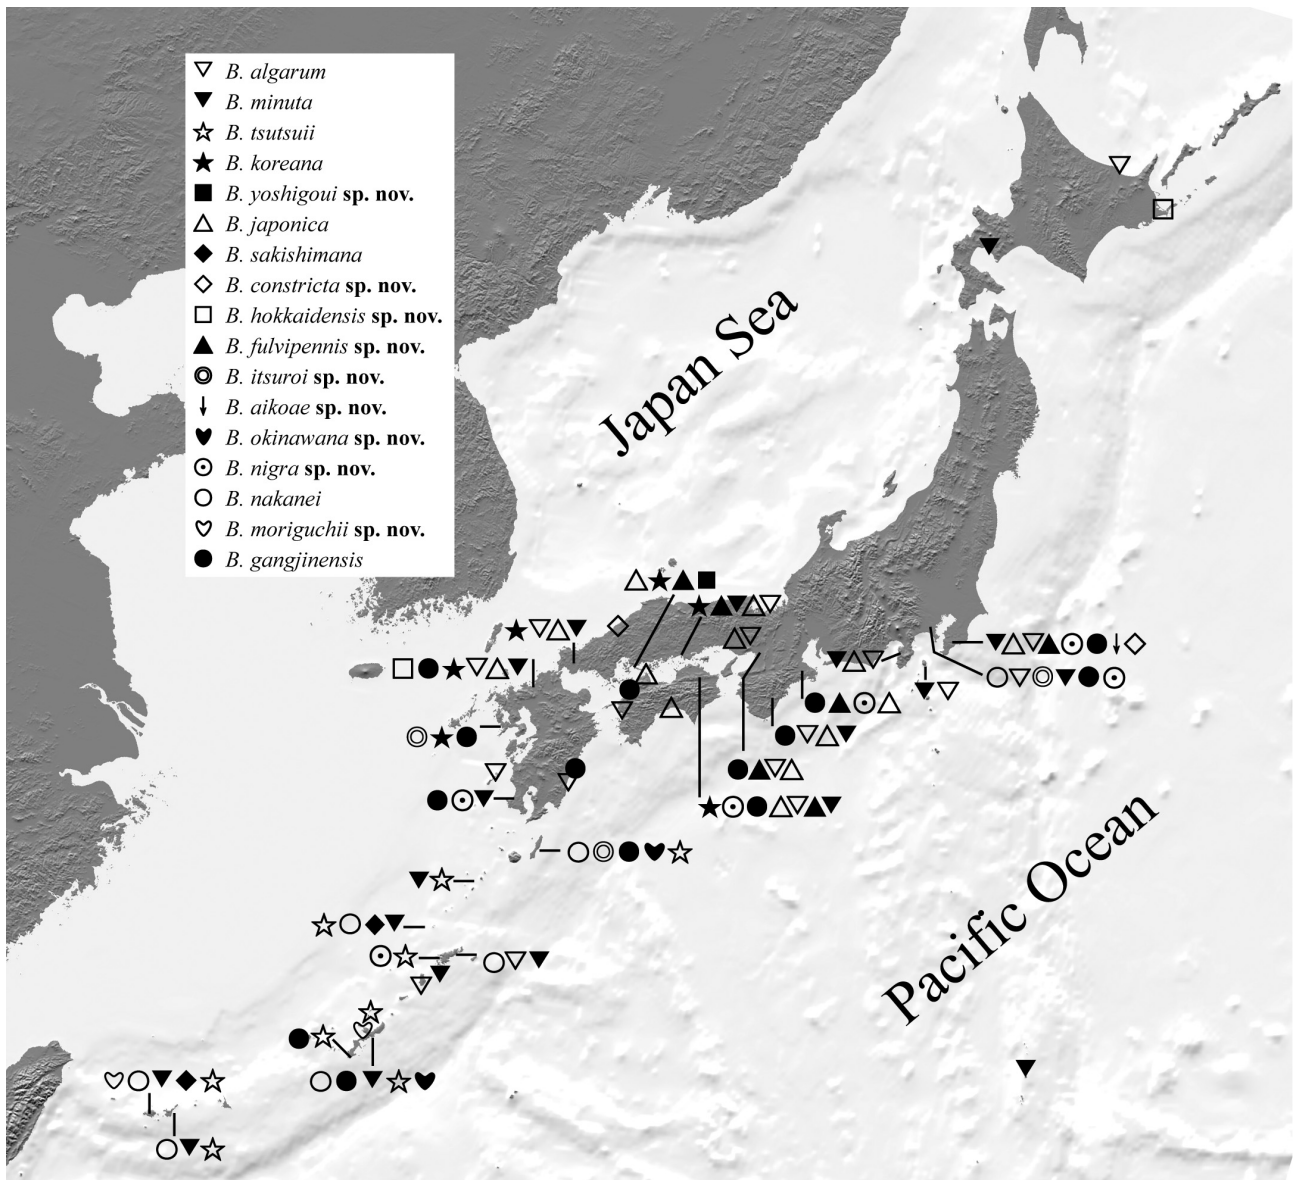 B. algarum
B. minuta
B. tsutsuii
B. koreana
B. yoshigoui sp. nov.
B. japonica
B. sakishimana
B. constricta sp. nov.
B. hokkaidensis sp. nov.
B. fulvipennis sp. nov.
B. itsuroi sp. nov.
B. aikoae sp. nov.
B. okinawana sp. nov.
B. nigra sp. nov.
B. nakanei
B. moriguchii sp. nov.
B. gangjinensis
Japan Sea
Pacific Ocean